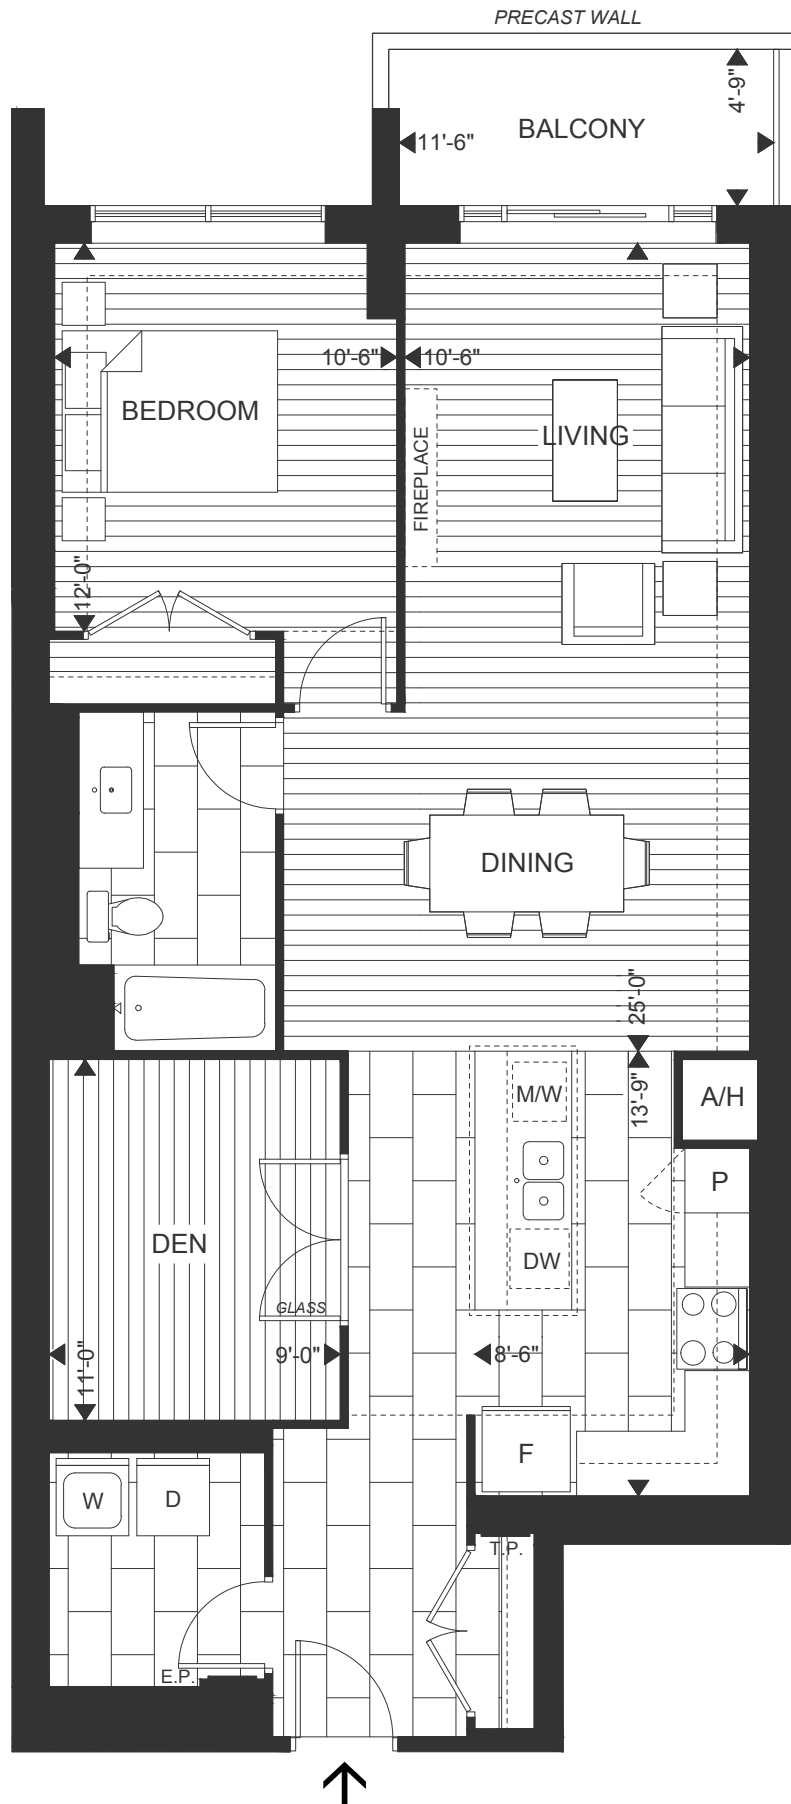 PRECAST WALL
4'-9"
11'-6"
BALCONY
10'-6"
10'-6"
BEDROOM
LIVING
FIREPLACE
12'-0"
DINING
25'-0"
13'-9"
M/W
A/H
P
DEN
DW
GLASS
11'-0"
9'-0"
8'-6"
F
W
D
T.P.
E.P.